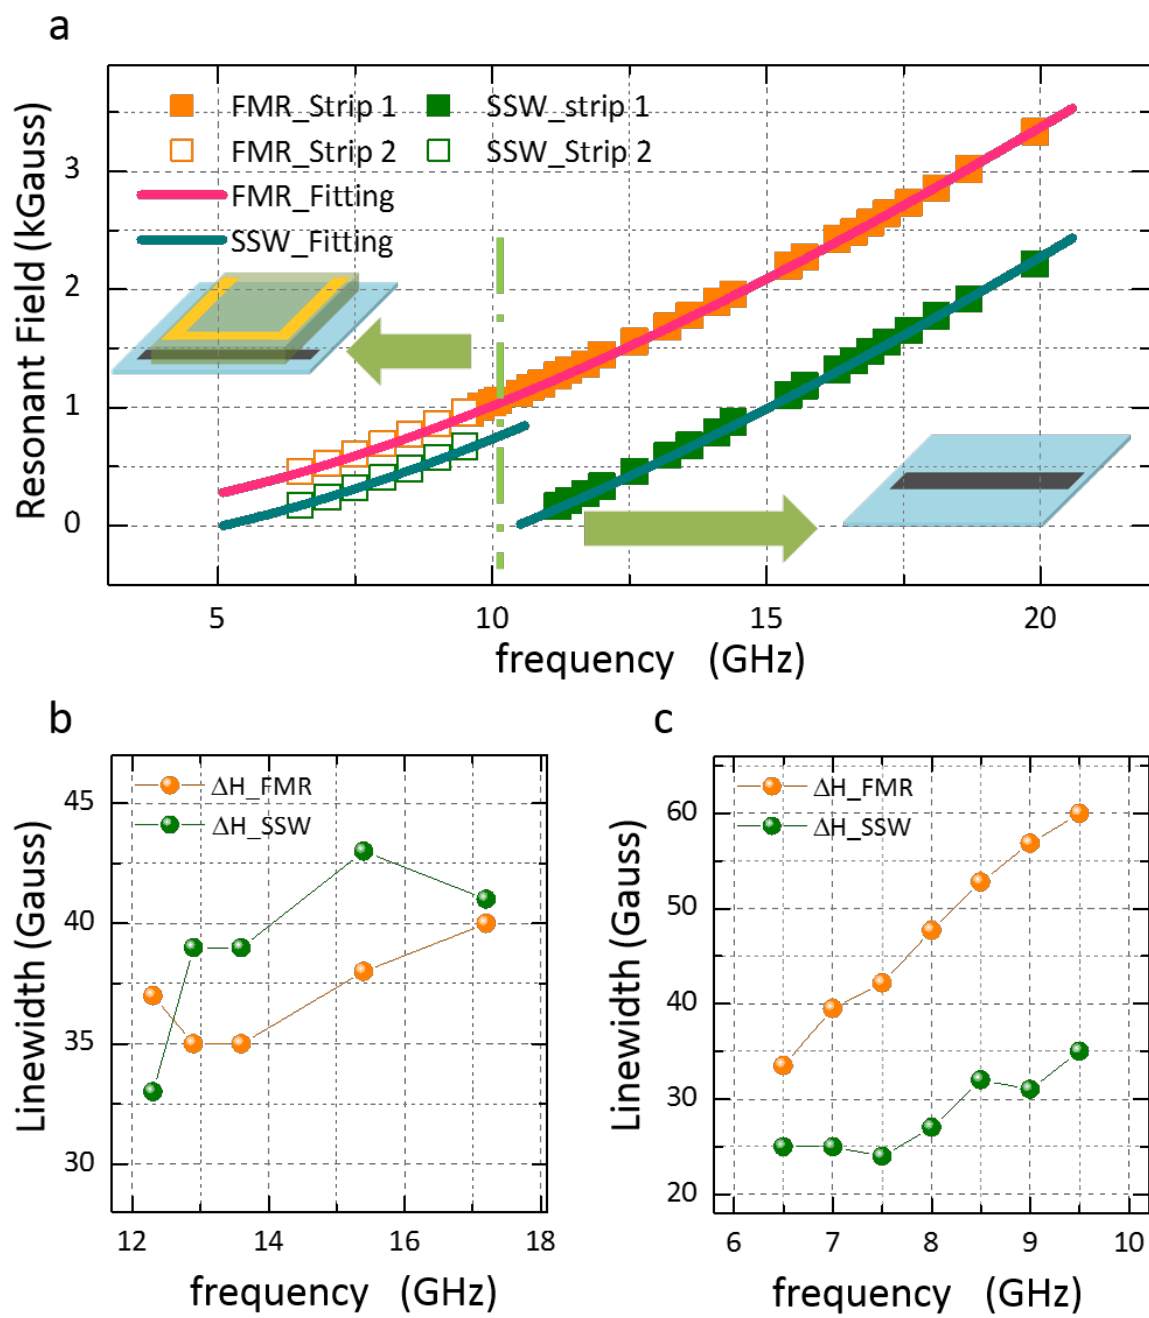 a
FMR_Strip 1
SSW_strip 1
FMR_Strip 2
SSW_Strip 2
FMR_Fitting
SSW_Fitting
Resonant Field (kGauss)
3
2
1
0
5
10
15
20
frequency (GHz)
b
ΔH_FMR
ΔH_SSW
Linewidth (Gauss)
45
40
35
30
12
14
16
18
frequency (GHz)
c
ΔH_FMR
ΔH_SSW
Linewidth (Gauss)
60
50
40
30
20
6
7
8
9
10
frequency (GHz)